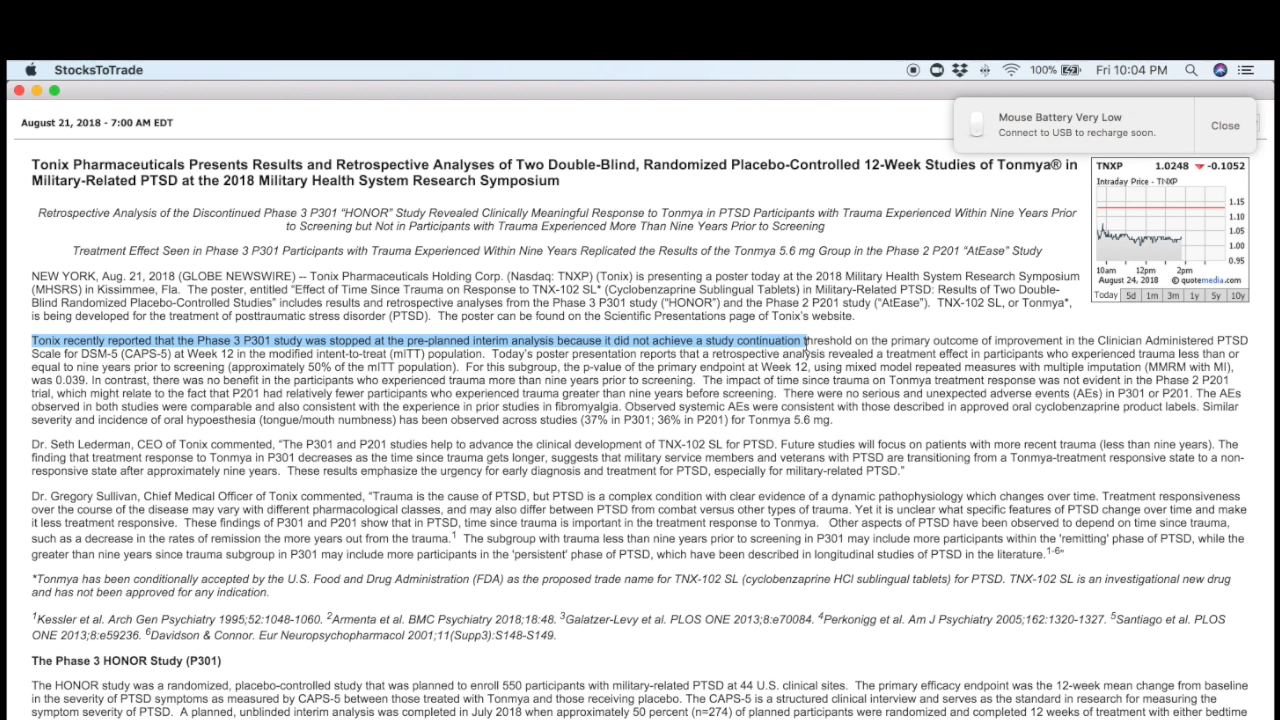 StocksToTrade
100%
Fri 10:04 PM
Mouse Battery Very Low
Connect to USB to recharge soon.
Close
August 21, 2018 - 7:00 AM EDT
Tonix Pharmaceuticals Presents Results and Retrospective Analyses of Two Double-Blind, Randomized Placebo-Controlled 12-Week Studies of Tonmya® in
Military-Related PTSD at the 2018 Military Health System Research Symposium
TNXP 1.0248 -0.1052
Intraday Price - TNXP
1.15
1.10
1.05
1.00
0.95
10am 12pm 2pm
August 24, 2018 © quotemedia.com
Today 5d 1m 3m 1y 5y 10y
Retrospective Analysis of the Discontinued Phase 3 P301 “HONOR” Study Revealed Clinically Meaningful Response to Tonmya in PTSD Participants with Trauma Experienced Within Nine Years Prior
to Screening but Not in Participants with Trauma Experienced More Than Nine Years Prior to Screening
Treatment Effect Seen in Phase 3 P301 Participants with Trauma Experienced Within Nine Years Replicated the Results of the Tonmya 5.6 mg Group in the Phase 2 P201 “AtEase” Study
NEW YORK, Aug. 21, 2018 (GLOBE NEWSWIRE) -- Tonix Pharmaceuticals Holding Corp. (Nasdaq: TNXP) (Tonix) is presenting a poster today at the 2018 Military Health System Research Symposium
(MHSRS) in Kissimmee, Fla. The poster, entitled “Effect of Time Since Trauma on Response to TNX-102 SL* (Cyclobenzaprine Sublingual Tablets) in Military-Related PTSD: Results of Two Double-
Blind Randomized Placebo-Controlled Studies” includes results and retrospective analyses from the Phase 3 P301 study (“HONOR”) and the Phase 2 P201 study (“AtEase”). TNX-102 SL, or Tonmya*,
is being developed for the treatment of posttraumatic stress disorder (PTSD). The poster can be found on the Scientific Presentations page of Tonix’s website.
Tonix recently reported that the Phase 3 P301 study was stopped at the pre-planned interim analysis because it did not achieve a study continuation threshold on the primary outcome of improvement in the Clinician Administered PTSD
Scale for DSM-5 (CAPS-5) at Week 12 in the modified intent-to-treat (mITT) population. Today’s poster presentation reports that a retrospective analysis revealed a treatment effect in participants who experienced trauma less than or
equal to nine years prior to screening (approximately 50% of the mITT population). For this subgroup, the p-value of the primary endpoint at Week 12, using mixed model repeated measures with multiple imputation (MMRM with MI),
was 0.039. In contrast, there was no benefit in the participants who experienced trauma more than nine years prior to screening. The impact of time since trauma on Tonmya treatment response was not evident in the Phase 2 P201
trial, which might relate to the fact that P201 had relatively fewer participants who experienced trauma greater than nine years before screening. There were no serious and unexpected adverse events (AEs) in P301 or P201. The AEs
observed in both studies were comparable and also consistent with the experience in prior studies in fibromyalgia. Observed systemic AEs were consistent with those described in approved oral cyclobenzaprine product labels. Similar
severity and incidence of oral hypoesthesia (tongue/mouth numbness) has been observed across studies (37% in P301; 36% in P201) for Tonmya 5.6 mg.
Dr. Seth Lederman, CEO of Tonix commented, “The P301 and P201 studies help to advance the clinical development of TNX-102 SL for PTSD. Future studies will focus on patients with more recent trauma (less than nine years). The
finding that treatment response to Tonmya in P301 decreases as the time since trauma gets longer, suggests that military service members and veterans with PTSD are transitioning from a Tonmya-treatment responsive state to a non-
responsive state after approximately nine years. These results emphasize the urgency for early diagnosis and treatment for PTSD, especially for military-related PTSD.”
Dr. Gregory Sullivan, Chief Medical Officer of Tonix commented, “Trauma is the cause of PTSD, but PTSD is a complex condition with clear evidence of a dynamic pathophysiology which changes over time. Treatment responsiveness
over the course of the disease may vary with different pharmacological classes, and may also differ between PTSD from combat versus other types of trauma. Yet it is unclear what specific features of PTSD change over time and make
it less treatment responsive. These findings of P301 and P201 show that in PTSD, time since trauma is important in the treatment response to Tonmya. Other aspects of PTSD have been observed to depend on time since trauma,
such as a decrease in the rates of remission the more years out from the trauma.1 The subgroup with trauma less than nine years prior to screening in P301 may include more participants within the 'remitting' phase of PTSD, while the
greater than nine years since trauma subgroup in P301 may include more participants in the 'persistent' phase of PTSD, which have been described in longitudinal studies of PTSD in the literature.1-6”
*Tonmya has been conditionally accepted by the U.S. Food and Drug Administration (FDA) as the proposed trade name for TNX-102 SL (cyclobenzaprine HCl sublingual tablets) for PTSD. TNX-102 SL is an investigational new drug
and has not been approved for any indication.
1Kessler et al. Arch Gen Psychiatry 1995;52:1048-1060. 2Armenta et al. BMC Psychiatry 2018;18:48. 3Galatzer-Levy et al. PLOS ONE 2013;8:e70084. 4Perkonigg et al. Am J Psychiatry 2005;162:1320-1327. 5Santiago et al. PLOS
ONE 2013;8:e59236. 6Davidson & Connor. Eur Neuropsychopharmacol 2001;11(Supp3):S148-S149.
The Phase 3 HONOR Study (P301)
The HONOR study was a randomized, placebo-controlled study that was planned to enroll 550 participants with military-related PTSD at 44 U.S. clinical sites. The primary efficacy endpoint was the 12-week mean change from baseline
in the severity of PTSD symptoms as measured by CAPS-5 between those treated with Tonmya and those receiving placebo. The CAPS-5 is a structured clinical interview and serves as the standard in research for measuring the
symptom severity of PTSD. A planned, unblinded interim analysis was completed in July 2018 when approximately 50 percent (n=274) of planned participants were randomized and completed 12 weeks of treatment with either bedtime